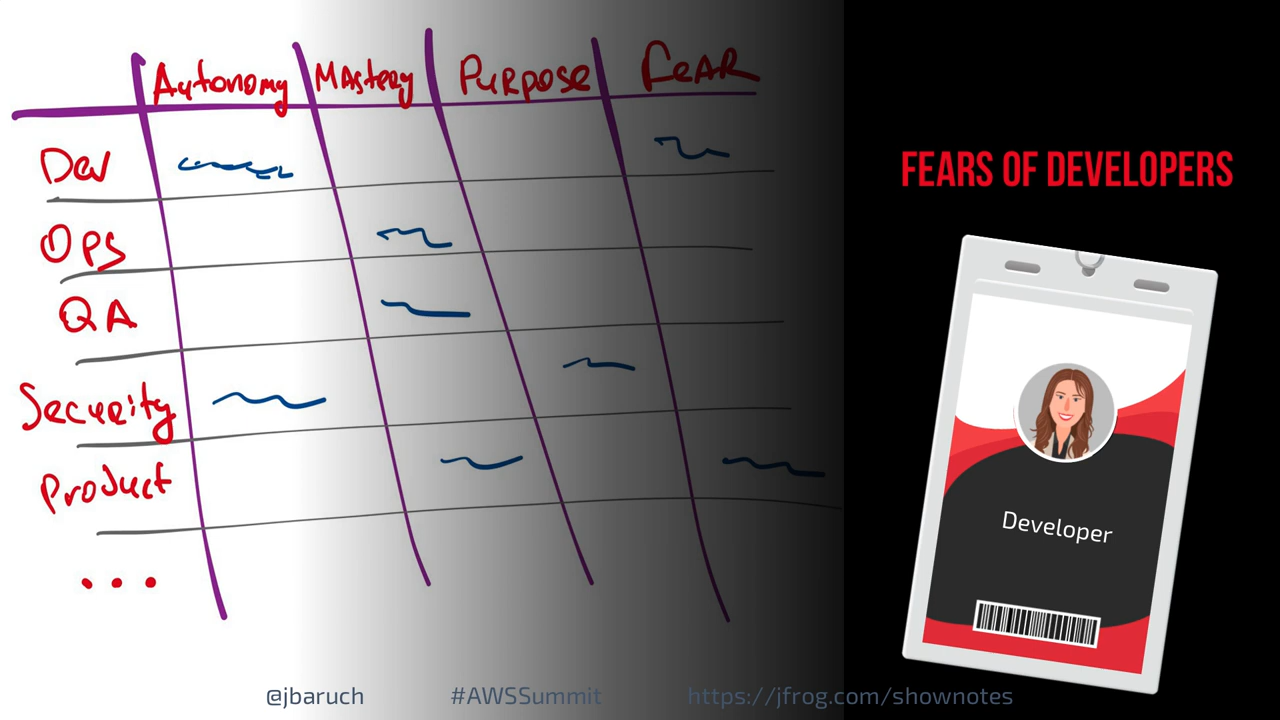 Autonomy Mastery Purpose FeAR
Dev
Ops
QA
Security
Product
...
FEARS OF DEVELOPERS
Developer
@jbaruch #AWSSummit https://jfrog.com/shownotes